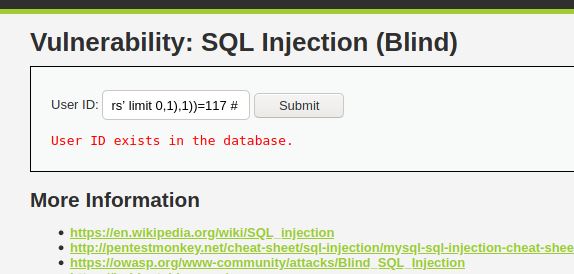 Vulnerability: SQL Injection (Blind)
User ID: rs’ limit 0,1),1))=117 # Submit
User ID exists in the database.
More Information
https://en.wikipedia.org/wiki/SQL_injection
http://pentestmonkey.net/cheat-sheet/sql-injection/mysql-sql-injection-cheat-shee
https://owasp.org/www-community/attacks/Blind_SQL_Injection